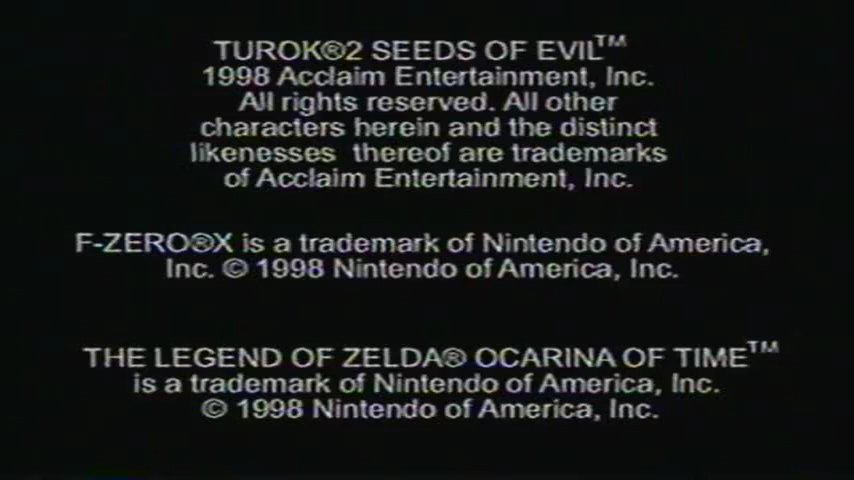 TUROK®2 SEEDS OF EVIL™
1998 Acclaim Entertainment, Inc.
All rights reserved. All other
characters herein and the distinct
likenesses thereof are trademarks
of Acclaim Entertainment, Inc.
F-ZERO®X is a trademark of Nintendo of America,
Inc. © 1998 Nintendo of America, Inc.
THE LEGEND OF ZELDA® OCARINA OF TIME™
is a trademark of Nintendo of America, Inc.
© 1998 Nintendo of America, Inc.